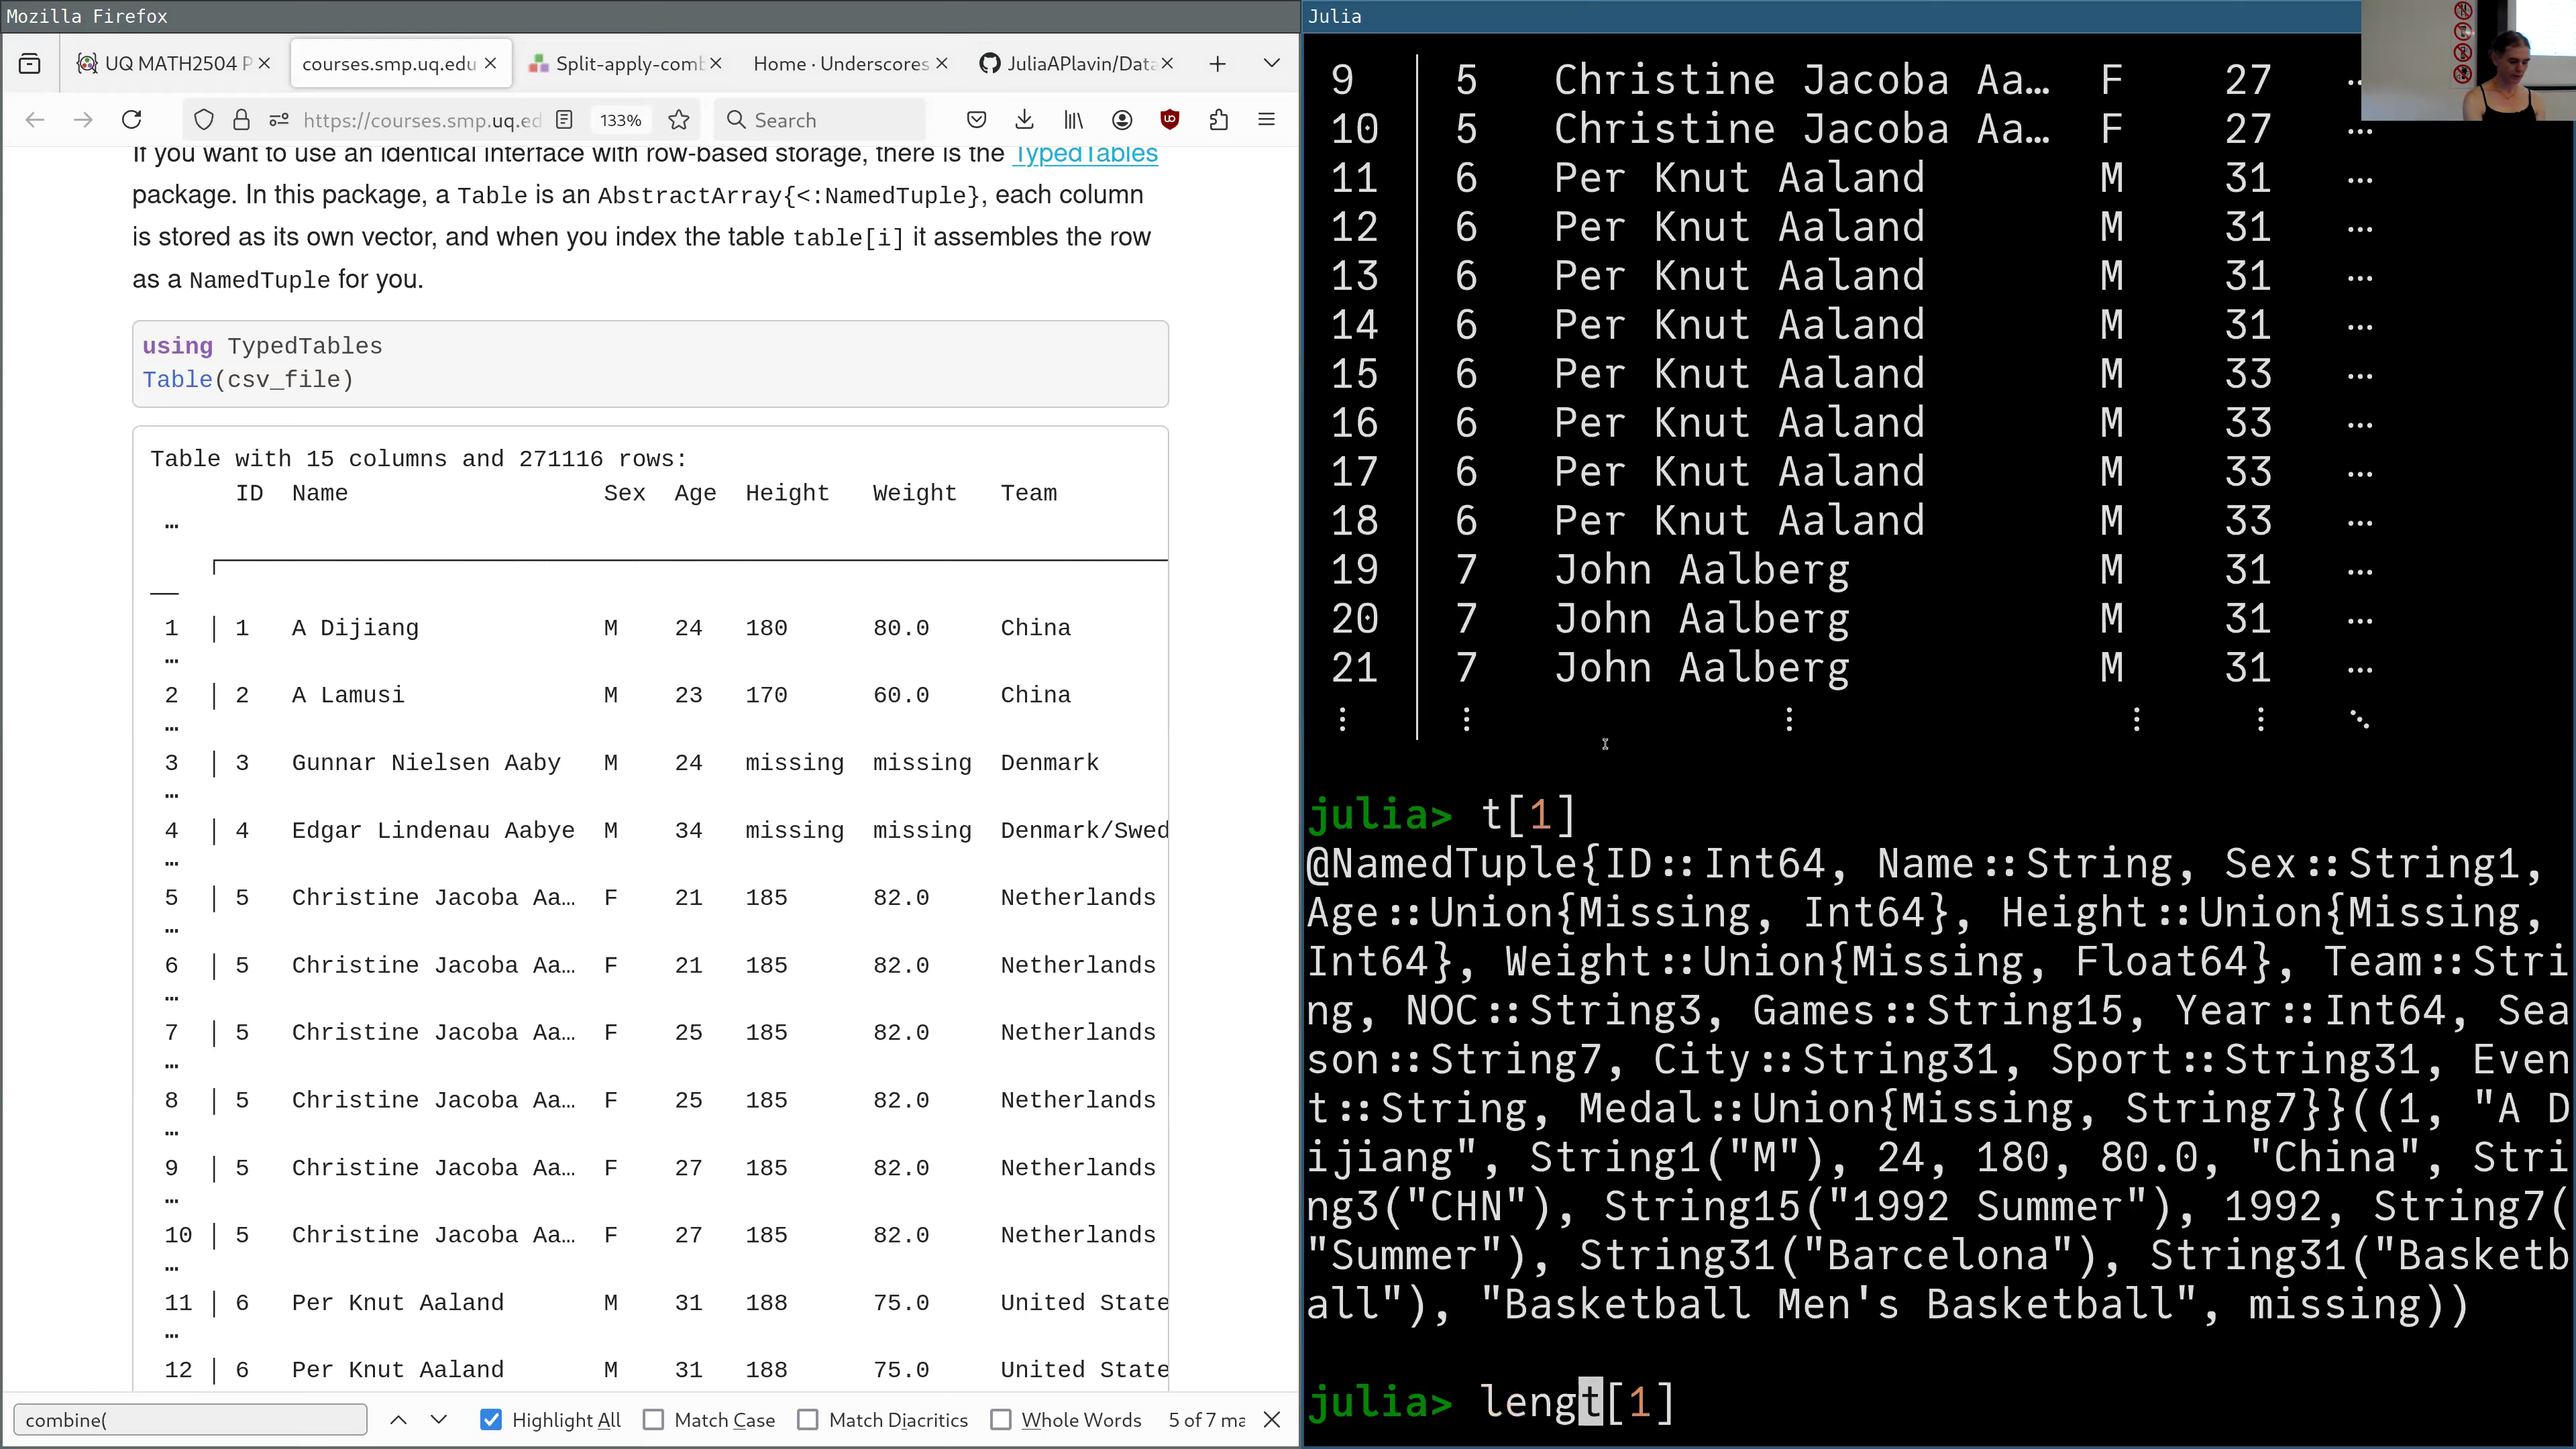 Mozilla Firefox
UQ MATH2504 P
courses.smp.uq.edu
Split-apply-comb
Home · Underscores
JuliaAPlavin/Data
https://courses.smp.uq.ed
133%
Search
If you want to use an identical interface with row-based storage, there is the TypedTables
package. In this package, a Table is an AbstractArray{<:NamedTuple}, each column
is stored as its own vector, and when you index the table table[i] it assembles the row
as a NamedTuple for you.
using TypedTables
Table(csv_file)
Table with 15 columns and 271116 rows:
ID Name Sex Age Height Weight Team
…
1 │ 1 A Dijiang M 24 180 80.0 China
…
2 │ 2 A Lamusi M 23 170 60.0 China
…
3 │ 3 Gunnar Nielsen Aaby M 24 missing missing Denmark
…
4 │ 4 Edgar Lindenau Aabye M 34 missing missing Denmark/Swed
…
5 │ 5 Christine Jacoba Aa… F 21 185 82.0 Netherlands
…
6 │ 5 Christine Jacoba Aa… F 21 185 82.0 Netherlands
…
7 │ 5 Christine Jacoba Aa… F 25 185 82.0 Netherlands
…
8 │ 5 Christine Jacoba Aa… F 25 185 82.0 Netherlands
…
9 │ 5 Christine Jacoba Aa… F 27 185 82.0 Netherlands
…
10 │ 5 Christine Jacoba Aa… F 27 185 82.0 Netherlands
…
11 │ 6 Per Knut Aaland M 31 188 75.0 United State
…
12 │ 6 Per Knut Aaland M 31 188 75.0 United State
combine(
Highlight All
Match Case
Match Diacritics
Whole Words
5 of 7 ma
Julia
9 │ 5 Christine Jacoba Aa… F 27 …
10 │ 5 Christine Jacoba Aa… F 27 …
11 │ 6 Per Knut Aaland M 31 …
12 │ 6 Per Knut Aaland M 31 …
13 │ 6 Per Knut Aaland M 31 …
14 │ 6 Per Knut Aaland M 31 …
15 │ 6 Per Knut Aaland M 33 …
16 │ 6 Per Knut Aaland M 33 …
17 │ 6 Per Knut Aaland M 33 …
18 │ 6 Per Knut Aaland M 33 …
19 │ 7 John Aalberg M 31 …
20 │ 7 John Aalberg M 31 …
21 │ 7 John Aalberg M 31 …
⋮ │ ⋮ ⋮ ⋮ ⋮ ⋱
julia> t[1]
@NamedTuple{ID::Int64, Name::String, Sex::String1,
Age::Union{Missing, Int64}, Height::Union{Missing,
Int64}, Weight::Union{Missing, Float64}, Team::Stri
ng, NOC::String3, Games::String15, Year::Int64, Sea
son::String7, City::String31, Sport::String31, Even
t::String, Medal::Union{Missing, String7}}((1, "A D
ijiang", String1("M"), 24, 180, 80.0, "China", Stri
ng3("CHN"), String15("1992 Summer"), 1992, String7(
"Summer"), String31("Barcelona"), String31("Basketb
all"), "Basketball Men's Basketball", missing))
julia> lengt[1]